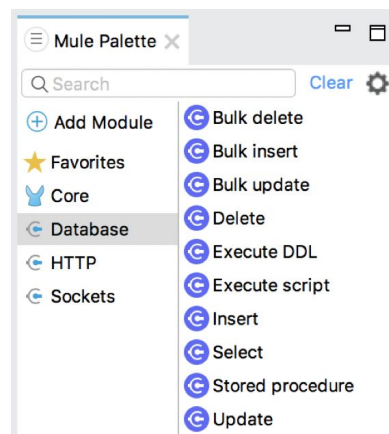 Mule Palette
Search
Clear
Add Module
Favorites
Core
Database
HTTP
Sockets
Bulk delete
Bulk insert
Bulk update
Delete
Execute DDL
Execute script
Insert
Select
Stored procedure
Update